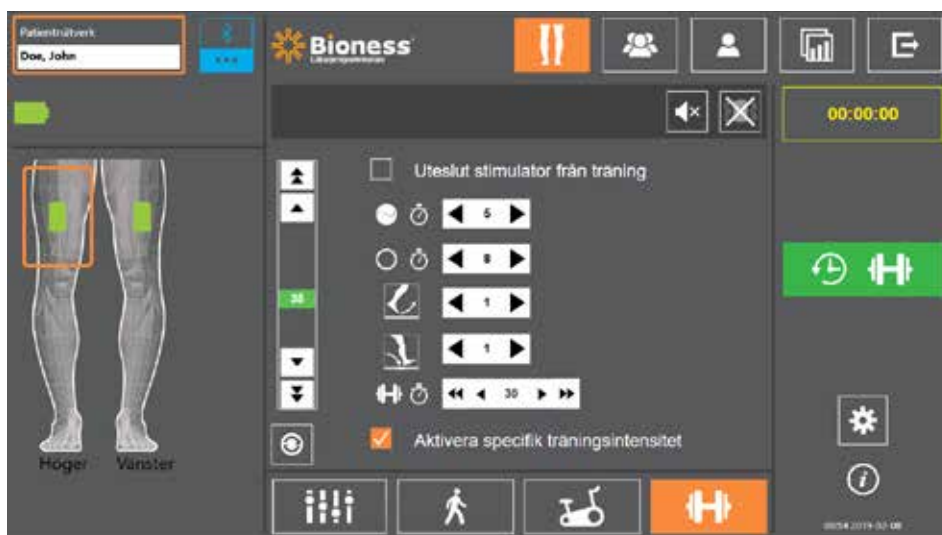 Patientnätverk
Doe, John
Bioness
00:00:00
Uteslut stimulator från träning
5
8
30
1
1
30
Aktivera specifik träningsintensitet
Höger
Vänster